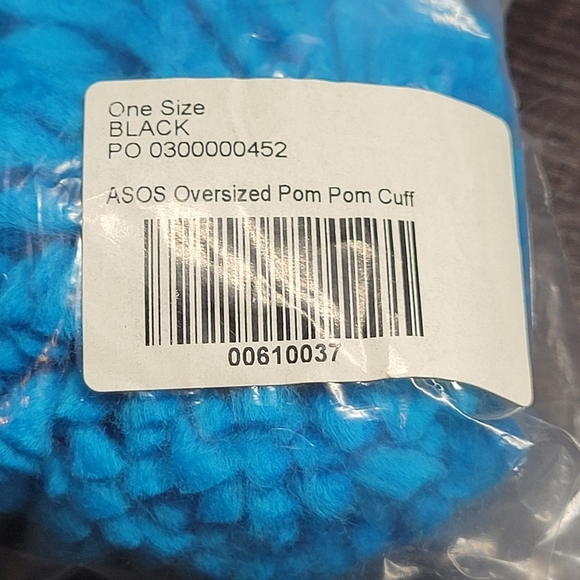 One Size
BLACK
PO 0300000452
ASOS Oversized Pom Pom Cuff
00610037